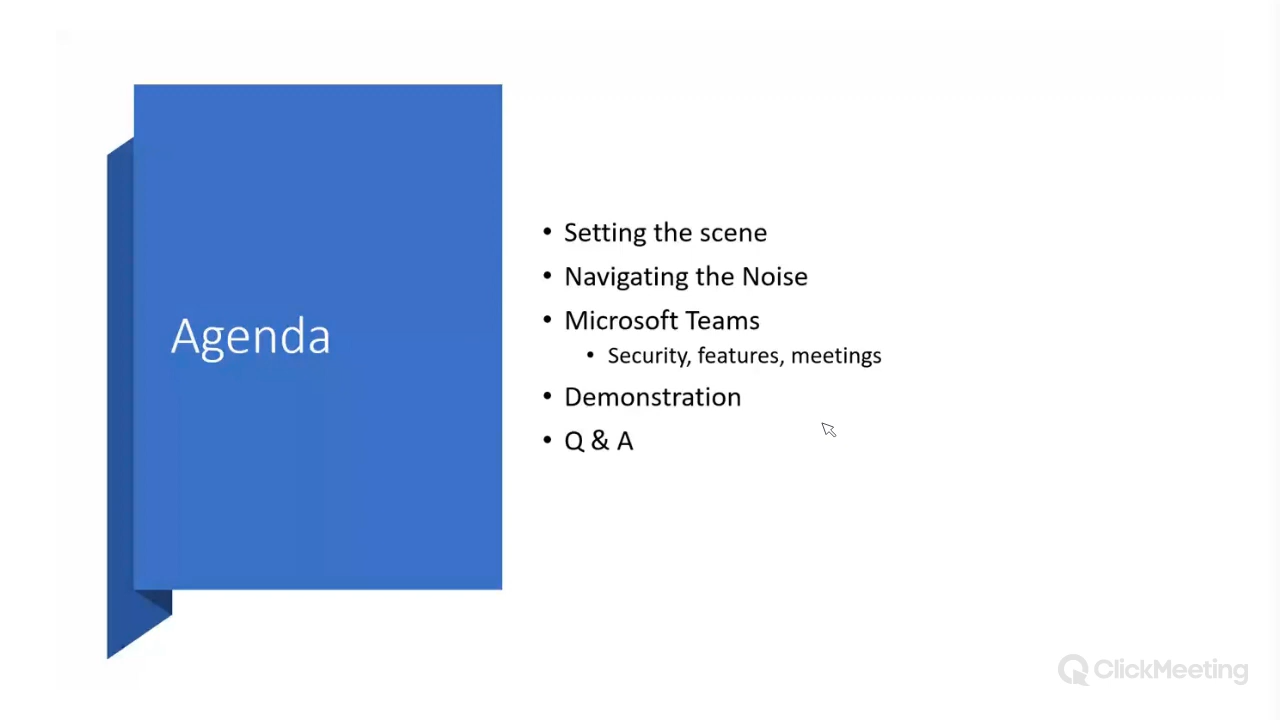 Agenda
• Setting the scene
• Navigating the Noise
• Microsoft Teams
• Security, features, meetings
• Demonstration
• Q & A
ClickMeeting